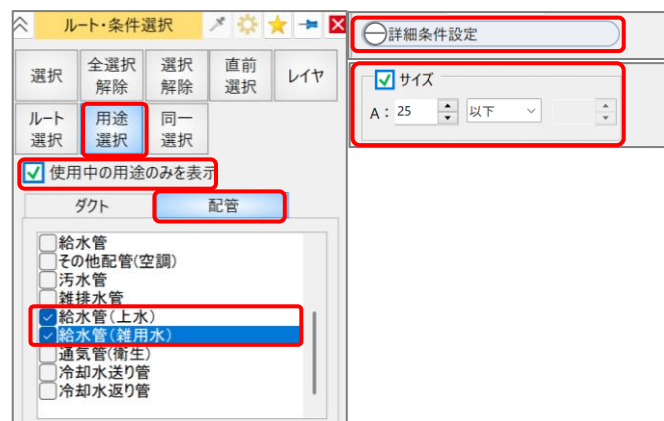 ルート・条件選択
選択
全選択
解除
選択
解除
直前
選択
レイヤ
ルート
選択
用途
選択
同一
選択
使用中の用途のみを表示
ダクト
配管
給水管
その他配管(空調)
汚水管
雑排水管
給水管(上水)
給水管(雑用水)
通気管(衛生)
冷却水送り管
冷却水返り管
詳細条件設定
サイズ
A： 25 以下